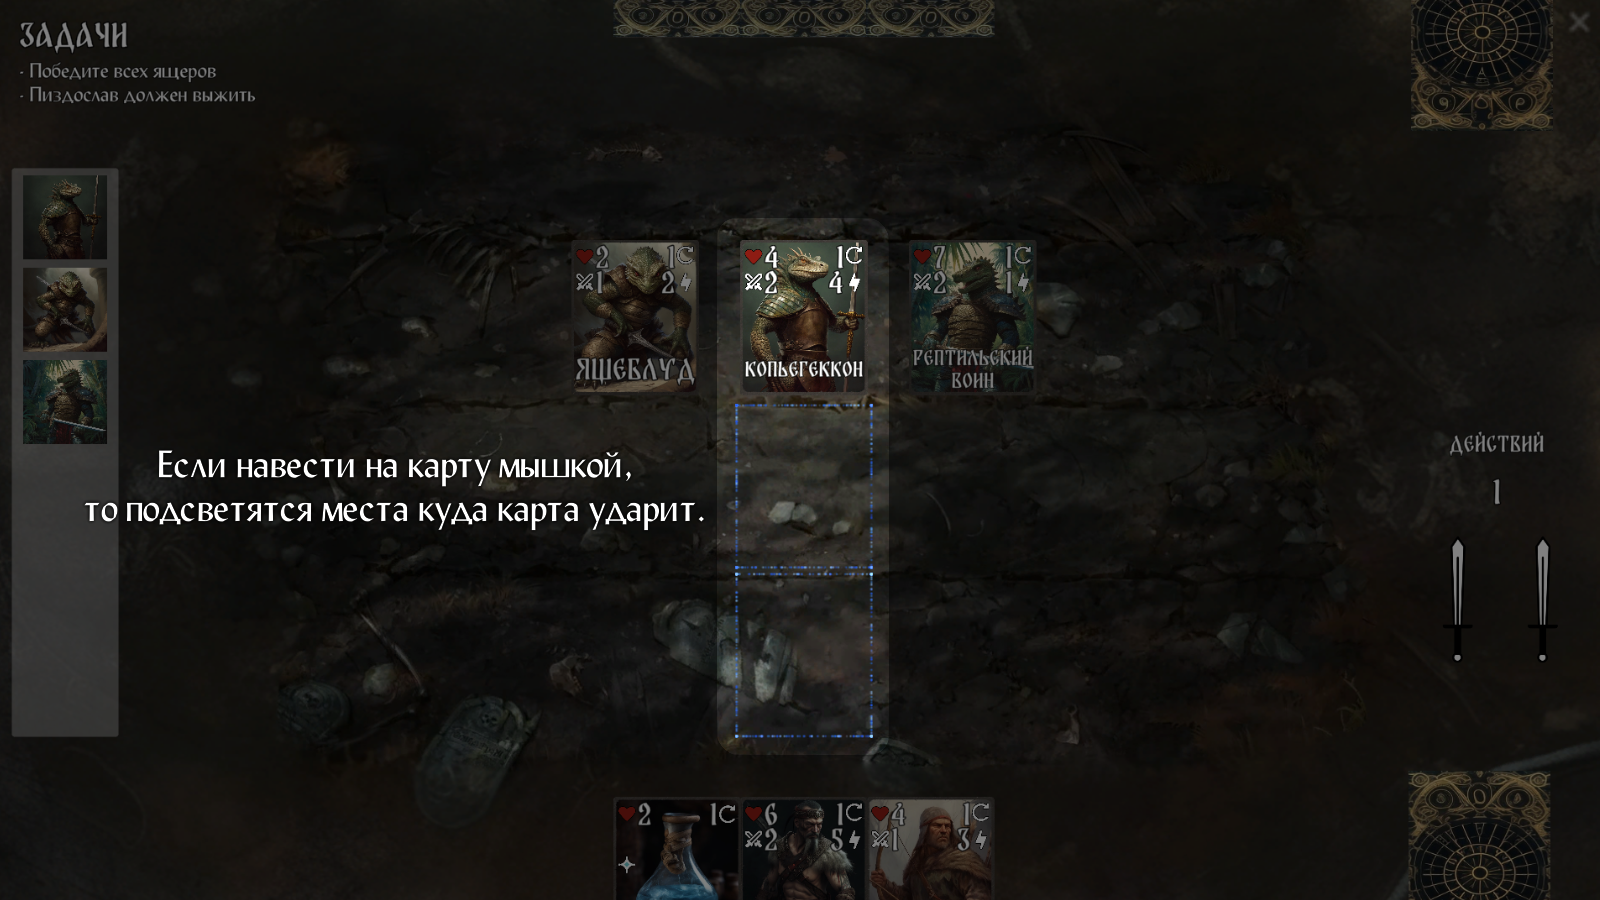 ЗАДАЧИ
· Победите всех ящеров
· Пиздослав должен выжить
2 1
1 2
ЯЩЕБЛУД
4 1
2 4
КОПЬЕГЕККОН
7 1
2 1
РЕПТИЛЬСКИЙ
ВОИН
Если навести на карту мышкой,
то подсветятся места куда карта ударит.
ДЕЙСТВИЙ
1
2 1
6 1
2 5
4 1
1 3